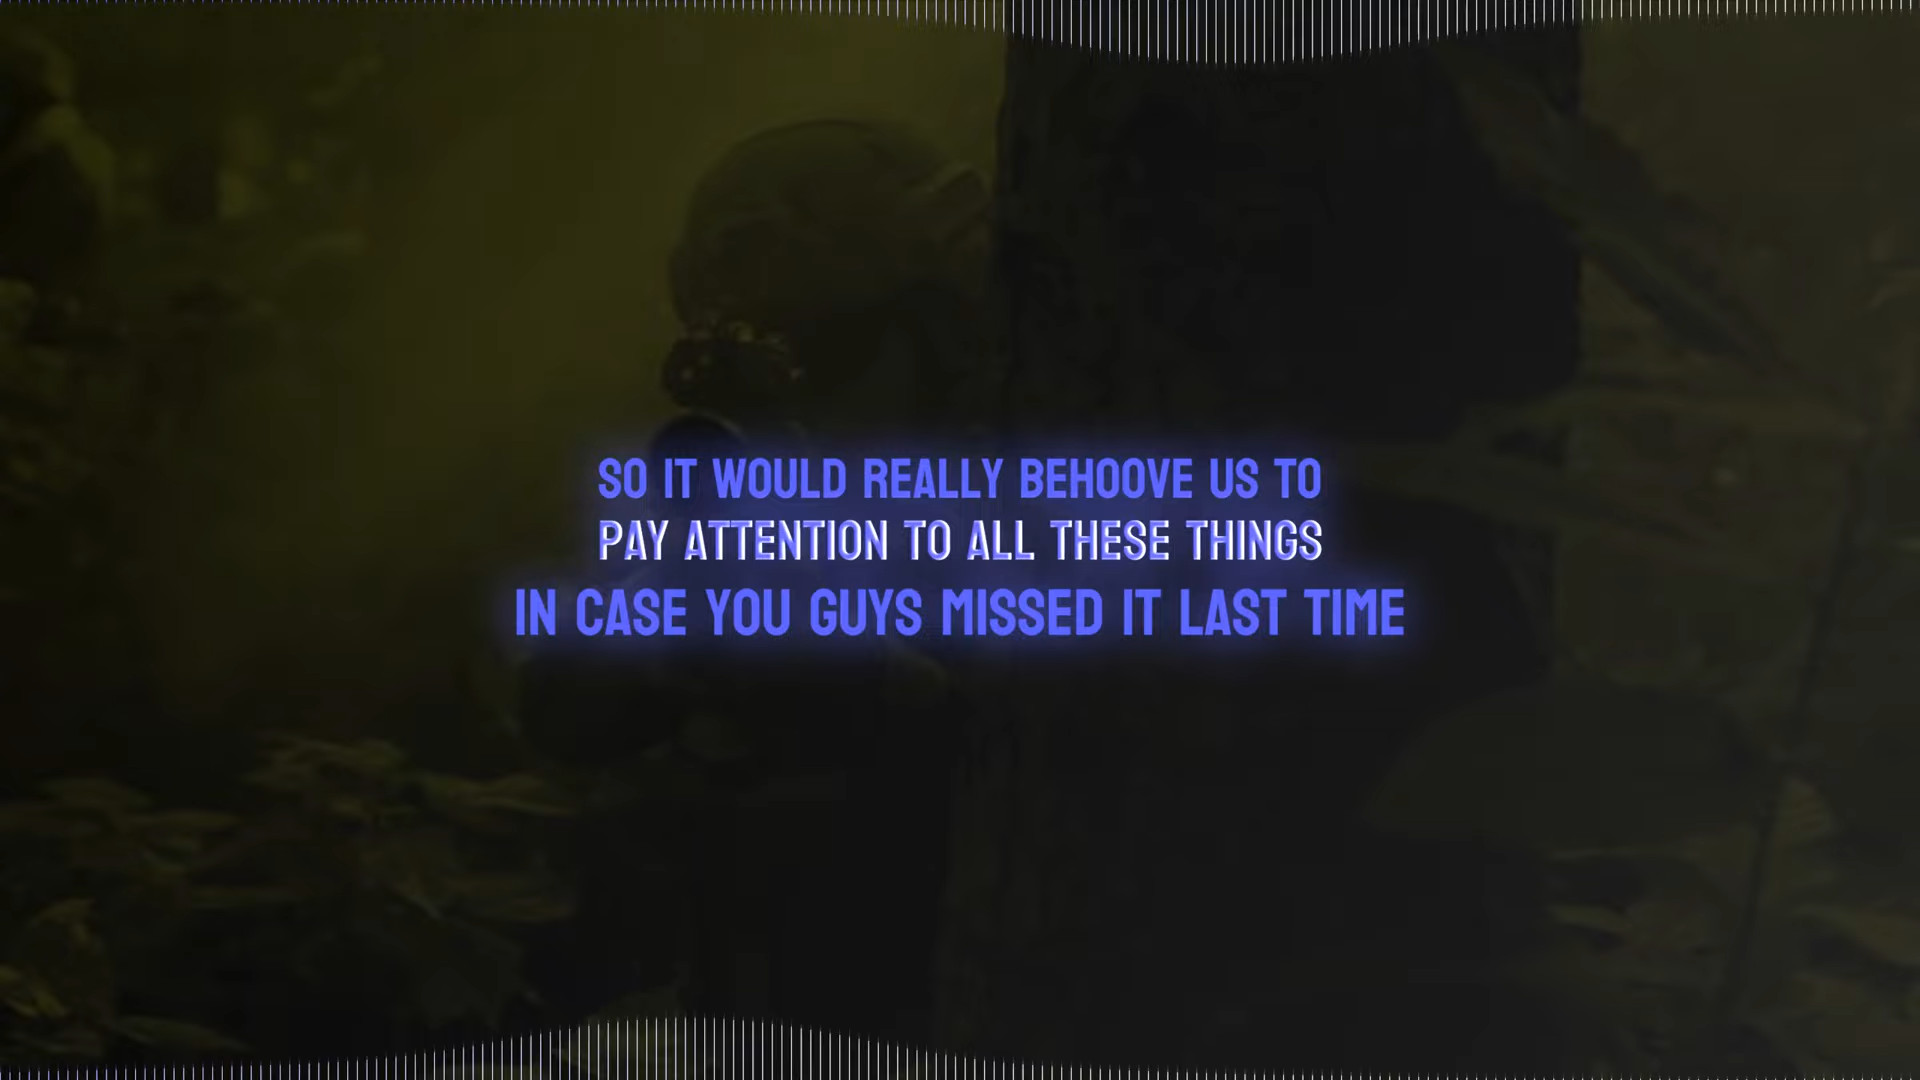 SO IT WOULD REALLY BEHOOVE US TO
PAY ATTENTION TO ALL THESE THINGS
IN CASE YOU GUYS MISSED IT LAST TIME